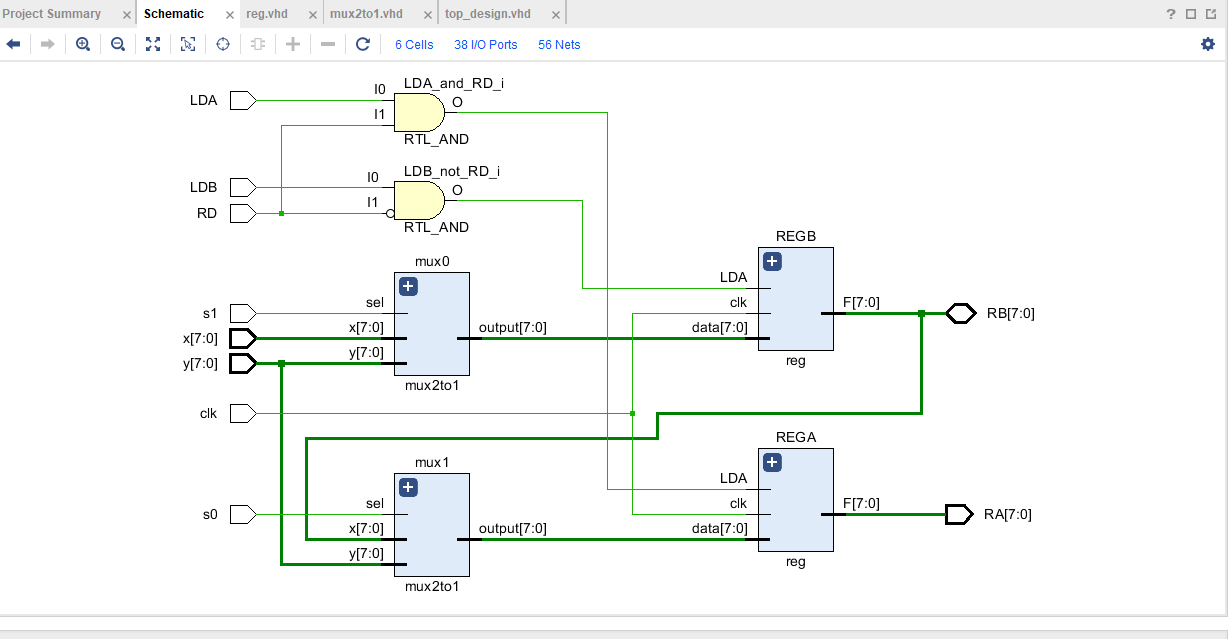 Project Summary × Schematic × reg.vhd × mux2to1.vhd × top_design.vhd × ?
6 Cells 38 I/O Ports 56 Nets
LDA_and_RD_i
LDA I0 O
I1
RTL_AND
LDB_not_RD_i
LDB I0 O
RD I1
RTL_AND
REGB
mux0
LDA
s1 sel clk F[7:0] RB[7:0]
x[7:0] x[7:0] output[7:0] data[7:0]
y[7:0] y[7:0]
reg
mux2to1
clk
REGA
mux1
LDA
s0 sel clk F[7:0] RA[7:0]
x[7:0] output[7:0] data[7:0]
y[7:0]
reg
mux2to1